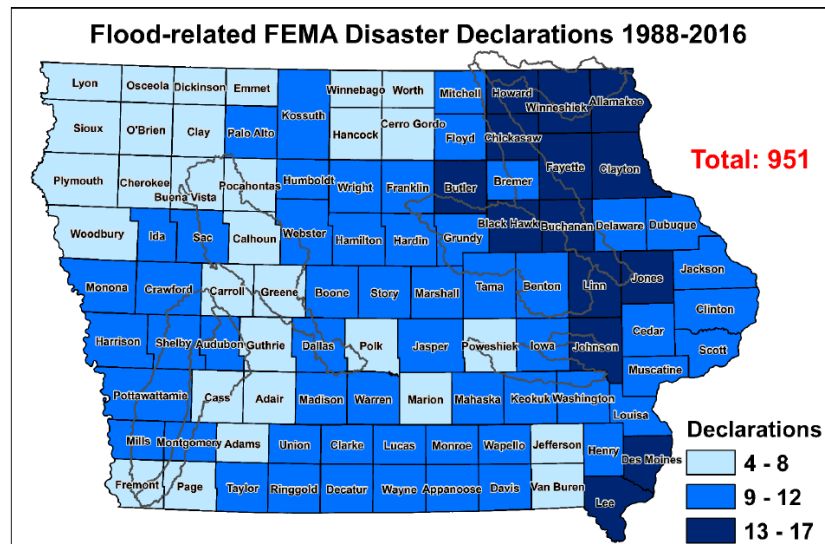 Flood-related FEMA Disaster Declarations 1988-2016
Lyon Osceola Dickinson Emmet Winnebago Worth Mitchell Howard Winneshiek Allamakee
Kossuth
Sioux O'Brien Clay Palo Alto Hancock Cerro Gordo Floyd Chickasaw
Fayette Clayton
Total: 951
Plymouth Cherokee Buena Vista Pocahontas Humboldt Wright Franklin Butler Bremer
Woodbury Ida Sac Calhoun Webster Hamilton Hardin Grundy Black Hawk Buchanan Delaware Dubuque
Monona Crawford Carroll Greene Boone Story Marshall Tama Benton Linn Jones Jackson
Clinton
Harrison Shelby Audubon Guthrie Dallas Polk Jasper Poweshiek Iowa Johnson Cedar Scott
Muscatine
Pottawattamie Cass Adair Madison Warren Marion Mahaska Keokuk Washington Louisa
Mills Montgomery Adams Union Clarke Lucas Monroe Wapello Jefferson Henry Des Moines
Fremont Page Taylor Ringgold Decatur Wayne Appanoose Davis Van Buren Lee
Declarations
4 - 8
9 - 12
13 - 17